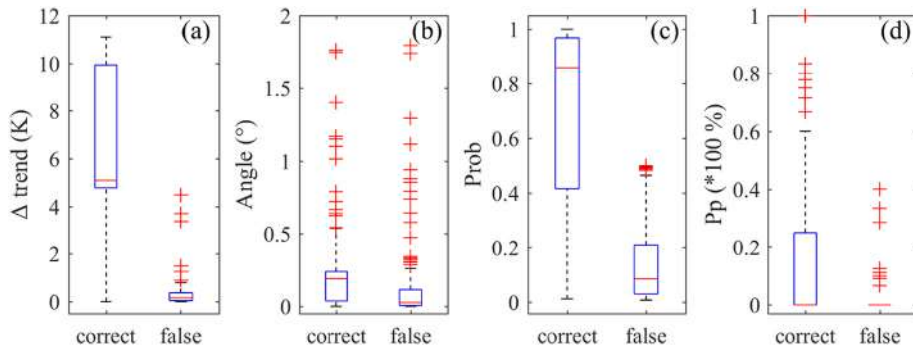 (a)
Δ trend (K)
12
10
8
6
4
2
0
correct false
(b)
Angle (°)
2
1.5
1
0.5
0
correct false
(c)
Prob
1
0.8
0.6
0.4
0.2
0
correct false
(d)
Pp (*100 %)
1
0.8
0.6
0.4
0.2
0
correct false